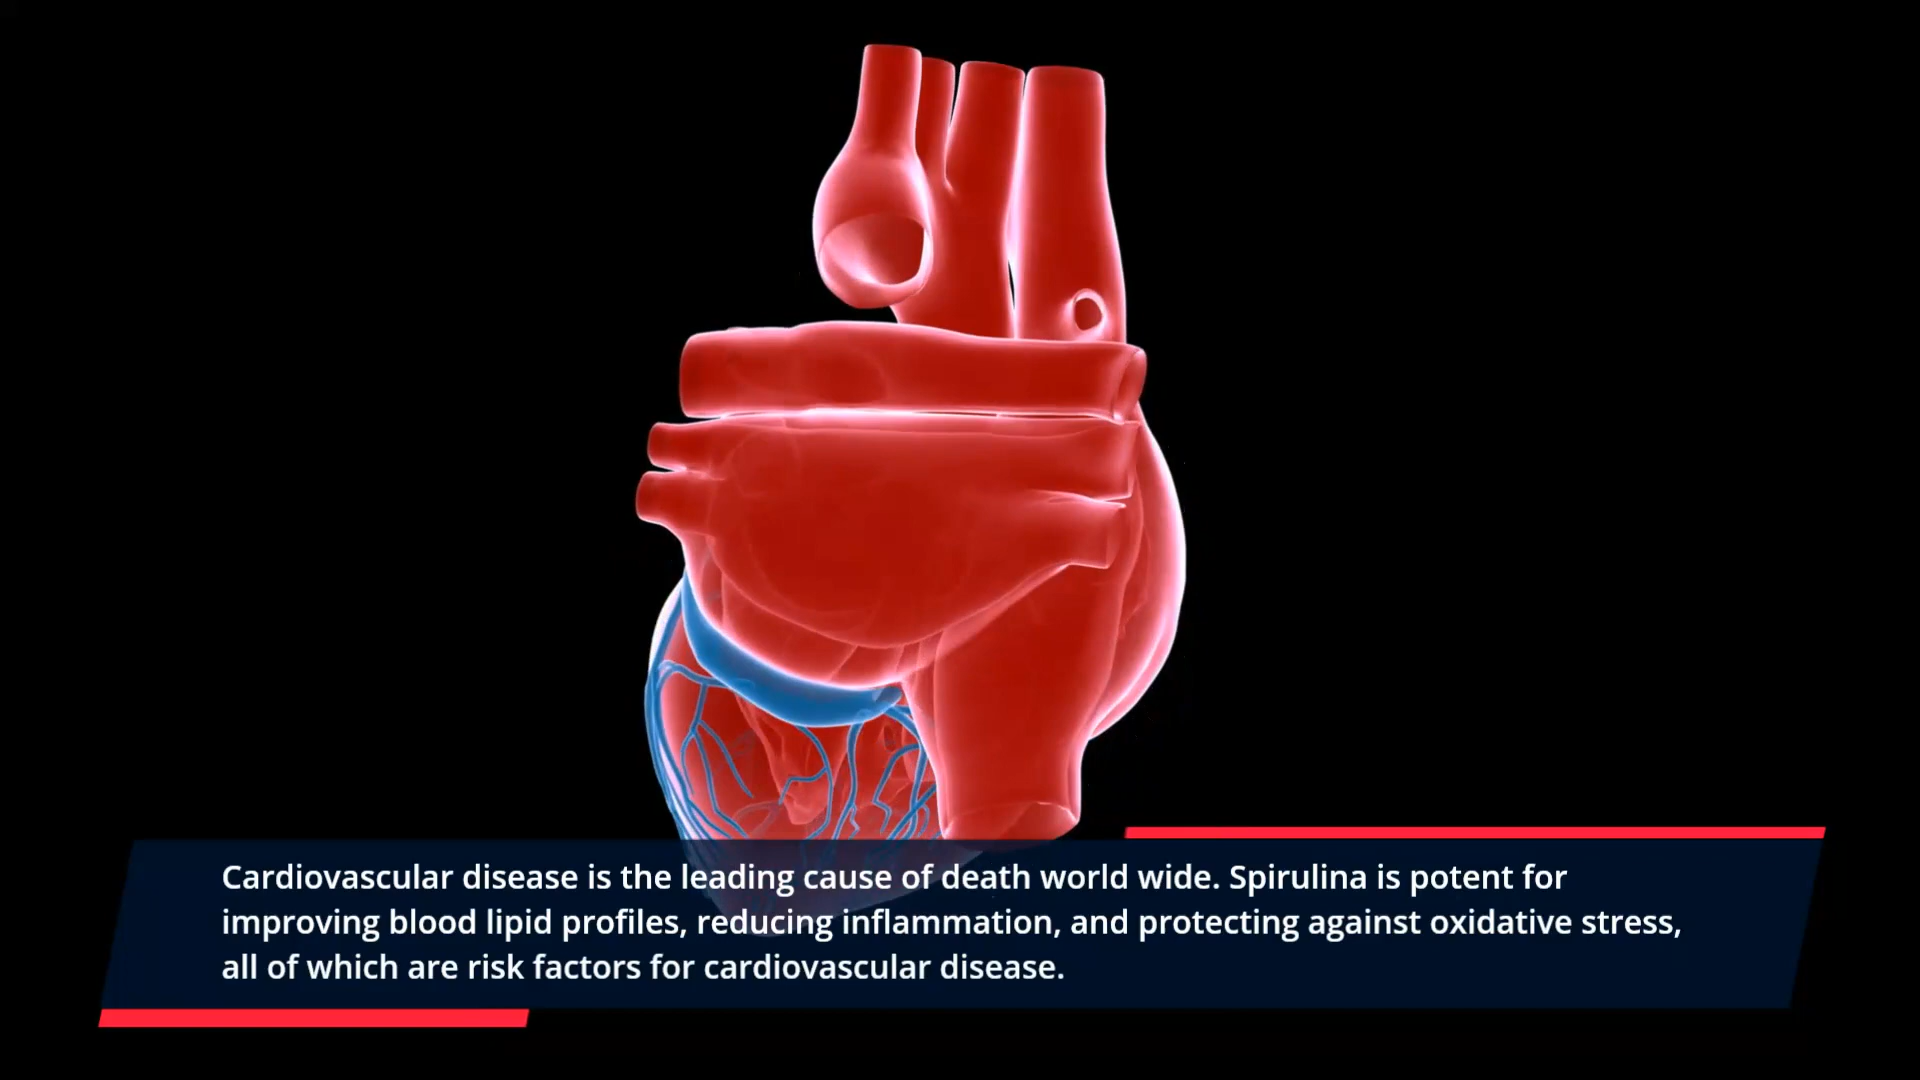 Cardiovascular disease is the leading cause of death world wide. Spirulina is potent for
improving blood lipid profiles, reducing inflammation, and protecting against oxidative stress,
all of which are risk factors for cardiovascular disease.